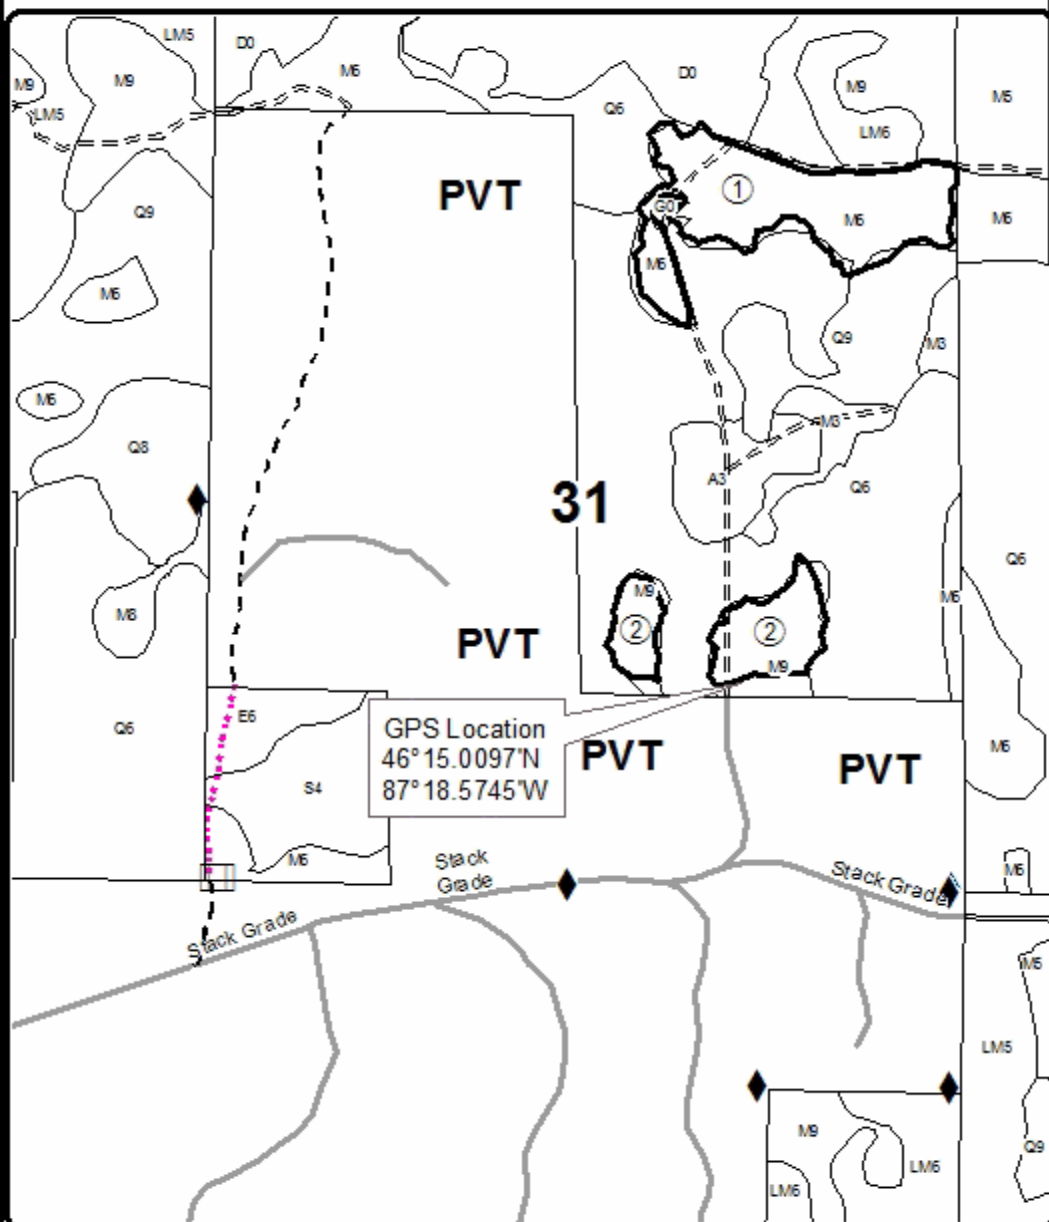 LM5
D0
M6
D0
M9
M9
M9
M5
Q6
LM5
LM6
1
PVT
G0
Q9
M6
M6
M6
M6
Q9
M3
M6
M3
Q8
A3
Q6
31
Q6
M9
M6
M8
2
2
PVT
M9
E6
GPS Location
46°15.0097'N
87°18.5745'W
Q6
PVT
PVT
M6
S4
M6
Stack
Grade
Stack Grade
M6
Stack Grade
M5
LM5
M9
Q9
LM6
LM6